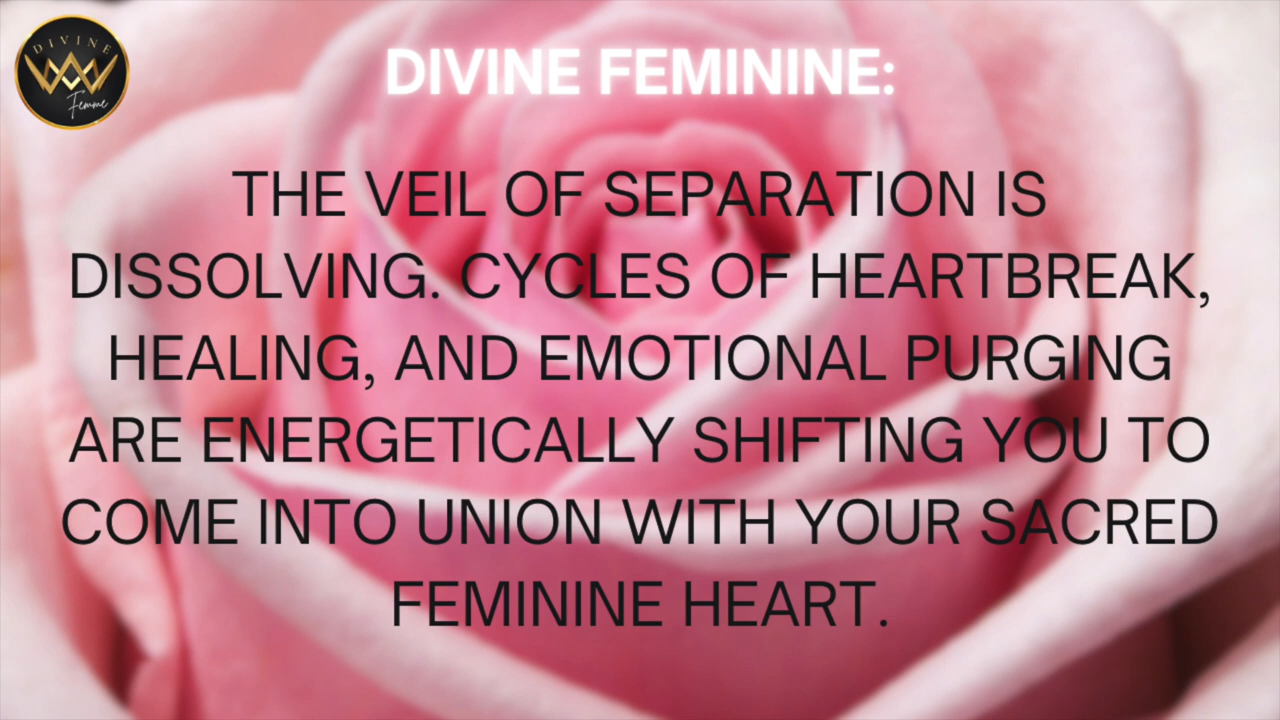 DIVINE
Femme
DIVINE FEMININE:
THE VEIL OF SEPARATION IS
DISSOLVING. CYCLES OF HEARTBREAK,
HEALING, AND EMOTIONAL PURGING
ARE ENERGETICALLY SHIFTING YOU TO
COME INTO UNION WITH YOUR SACRED
FEMININE HEART.